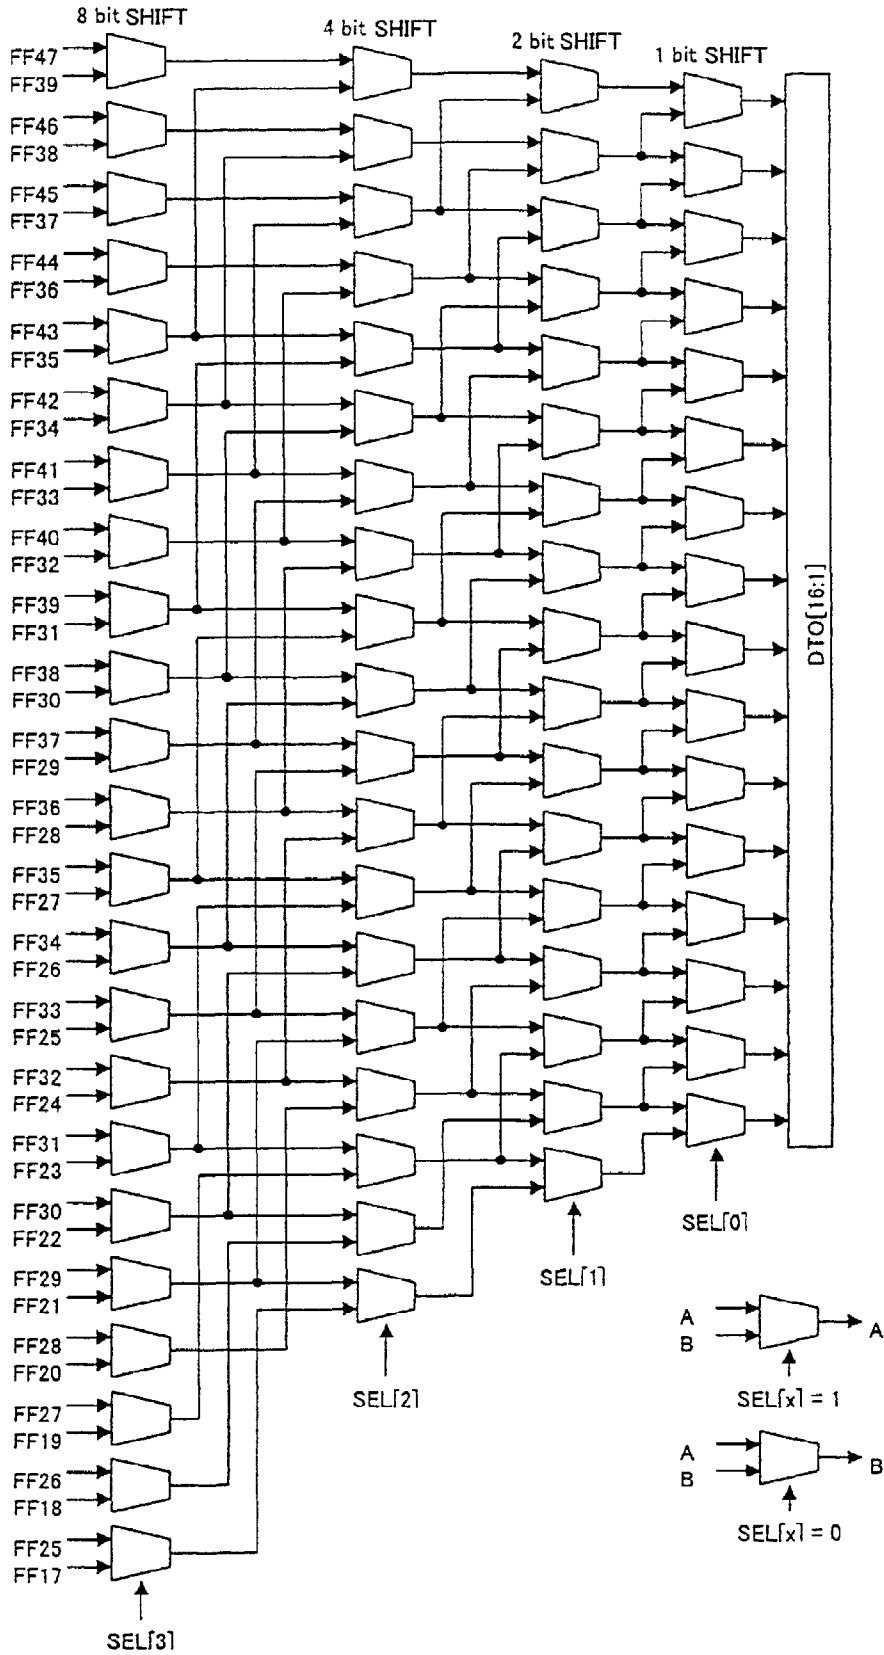 8 bit SHIFT
4 bit SHIFT
2 bit SHIFT
1 bit SHIFT
FF47
FF39
FF46
FF38
FF45
FF37
FF44
FF36
FF43
FF35
FF42
FF34
FF41
FF33
FF40
FF32
FF39
FF31
FF38
FF30
FF37
FF29
FF36
FF28
FF35
FF27
FF34
FF26
FF33
FF25
FF32
FF24
FF31
FF23
FF30
FF22
FF29
FF21
FF28
FF20
FF27
FF19
FF26
FF18
FF25
FF17
SEL[3]
SEL[2]
SEL[1]
SEL[0]
DTO[16:1]
A
B
A
SEL[x] = 1
A
B
B
SEL[x] = 0